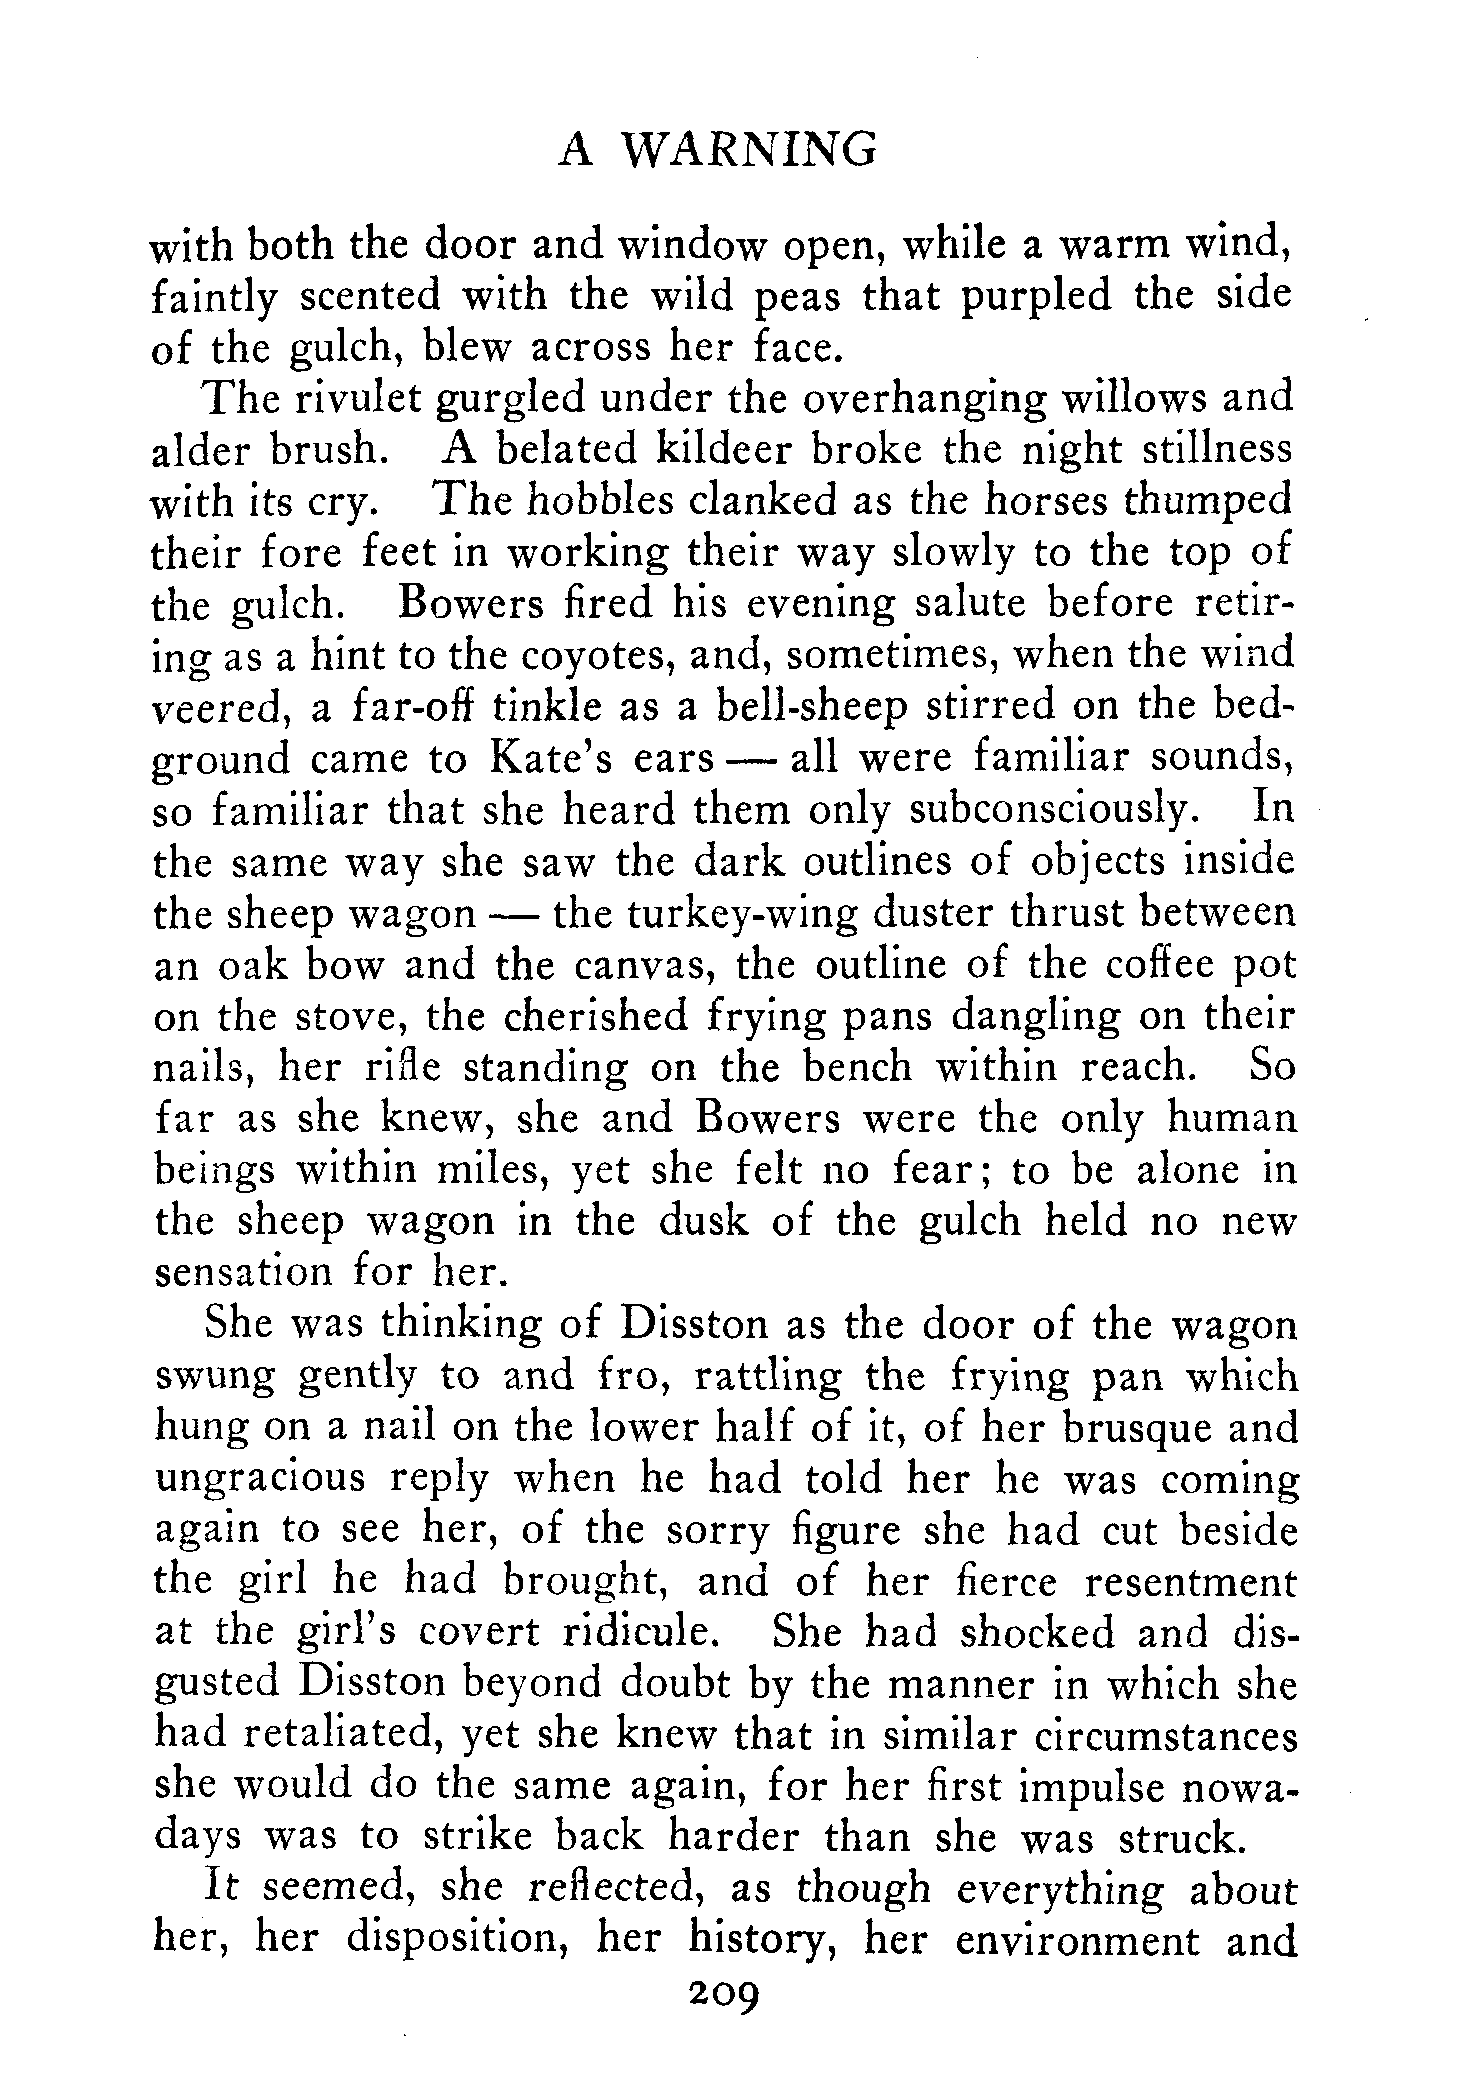 A WARNING
with both the door and window open, while a warm wind,
faintly scented with the wild peas that purpled the side
of the gulch, blew across her face.
The rivulet gurgled under the overhanging willows and
alder brush. A belated kildeer broke the night stillness
with its cry. The hobbles clanked as the horses thumped
their fore feet in working their way slowly to the top of
the gulch. Bowers fired his evening salute before retir-
ing as a hint to the coyotes, and, sometimes, when the wind
veered, a far-off tinkle as a bell-sheep stirred on the bed-
ground came to Kate's ears — all were familiar sounds,
so familiar that she heard them only subconsciously. In
the same way she saw the dark outlines of objects inside
the sheep wagon — the turkey-wing duster thrust between
an oak bow and the canvas, the outline of the coffee pot
on the stove, the cherished frying pans dangling on their
nails, her rifle standing on the bench within reach. So
far as she knew, she and Bowers were the only human
beings within miles, yet she felt no fear; to be alone in
the sheep wagon in the dusk of the gulch held no new
sensation for her.
She was thinking of Disston as the door of the wagon
swung gently to and fro, rattling the frying pan which
hung on a nail on the lower half of it, of her brusque and
ungracious reply when he had told her he was coming
again to see her, of the sorry figure she had cut beside
the girl he had brought, and of her fierce resentment
at the girl's covert ridicule. She had shocked and dis-
gusted Disston beyond doubt by the manner in which she
had retaliated, yet she knew that in similar circumstances
she would do the same again, for her first impulse nowa-
days was to strike back harder than she was struck.
It seemed, she reflected, as though everything about
her, her disposition, her history, her environment and
209